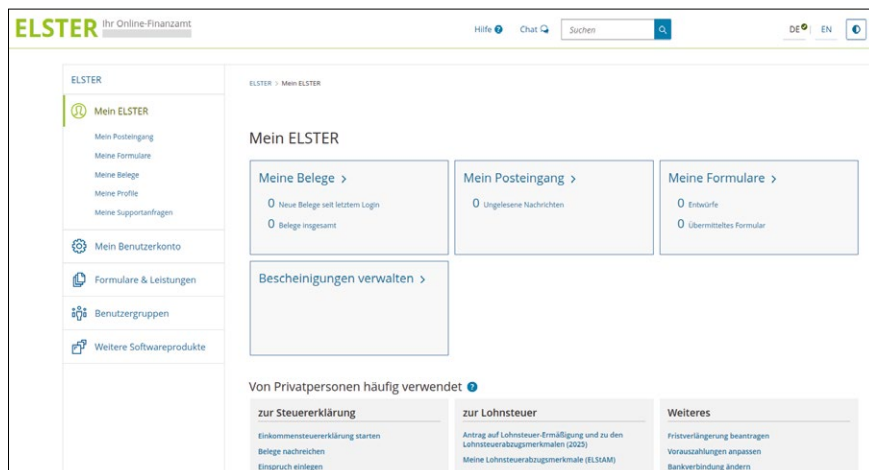 ELSTER Ihr Online-Finanzamt
Hilfe ? Chat Suchen DE EN
ELSTER
Mein ELSTER
Mein Posteingang
Meine Formulare
Meine Belege
Meine Profile
Meine Supportanfragen
Mein Benutzerkonto
Formulare & Leistungen
Benutzergruppen
Weitere Softwareprodukte
ELSTER > Mein ELSTER
Mein ELSTER
Meine Belege >
0 Neue Belege seit letztem Login
0 Belege insgesamt
Mein Posteingang >
0 Ungelesene Nachrichten
Meine Formulare >
0 Entwürfe
0 Übermitteltes Formular
Bescheinigungen verwalten >
Von Privatpersonen häufig verwendet ?
zur Steuererklärung
Einkommensteuererklärung starten
Belege nachreichen
Einspruch einlegen
zur Lohnsteuer
Antrag auf Lohnsteuer-Ermäßigung und zu den
Lohnsteuerabzugsmerkmalen (2025)
Meine Lohnsteuerabzugsmerkmale (ELStAM)
Weiteres
Fristverlängerung beantragen
Vorauszahlungen anpassen
Bankverbindung ändern